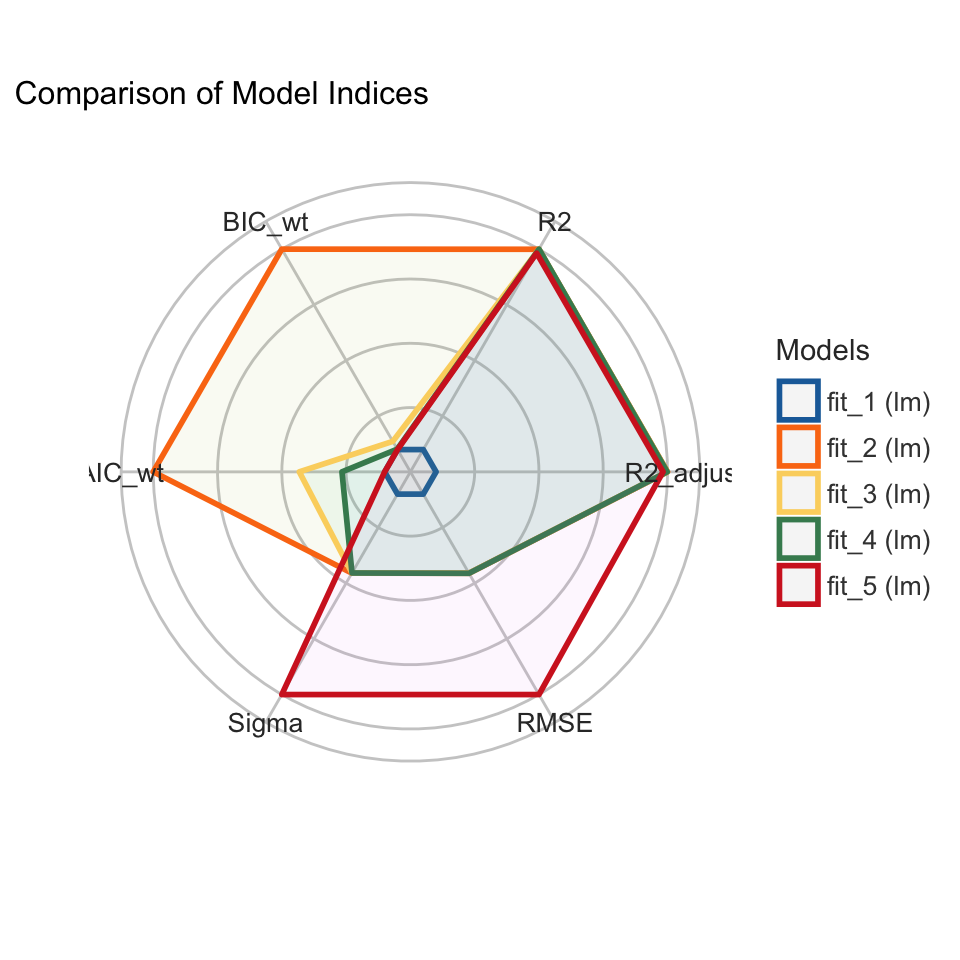 Comparison of Model Indices
BIC_wt
R2
AIC_wt
R2_adjus
Sigma
RMSE
Models
fit_1 (lm)
fit_2 (lm)
fit_3 (lm)
fit_4 (lm)
fit_5 (lm)